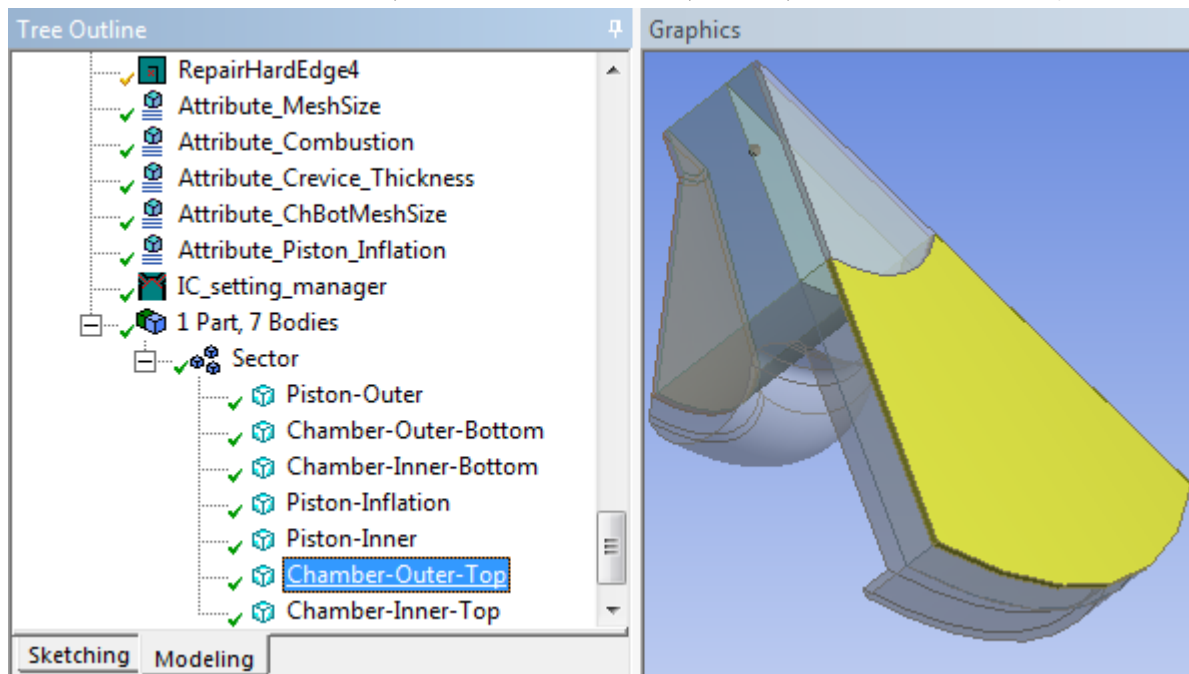 Tree Outline
Graphics
RepairHardEdge4
Attribute_MeshSize
Attribute_Combustion
Attribute_Crevice_Thickness
Attribute_ChBotMeshSize
Attribute_Piston_Inflation
IC_setting_manager
1 Part, 7 Bodies
Sector
Piston-Outer
Chamber-Outer-Bottom
Chamber-Inner-Bottom
Piston-Inflation
Piston-Inner
Chamber-Outer-Top
Chamber-Inner-Top
Sketching Modeling